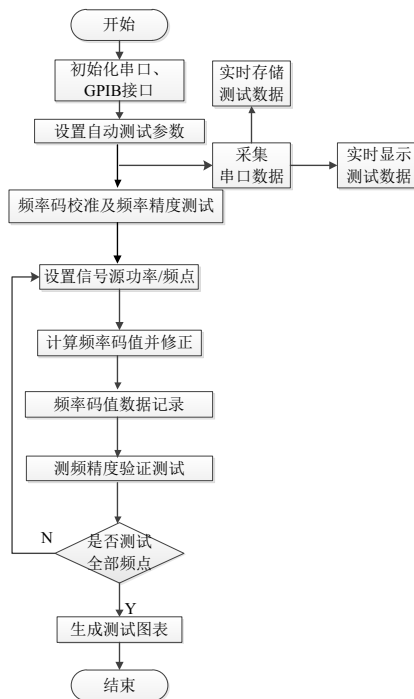 开始
初始化串口、
GPIB接口
设置自动测试参数
实时存储
测试数据
采集
串口数据
实时显示
测试数据
频率码校准及频率精度测试
设置信号源功率/频点
计算频率码值并修正
频率码值数据记录
测频精度验证测试
N
是否测试
全部频点
Y
生成测试图表
结束